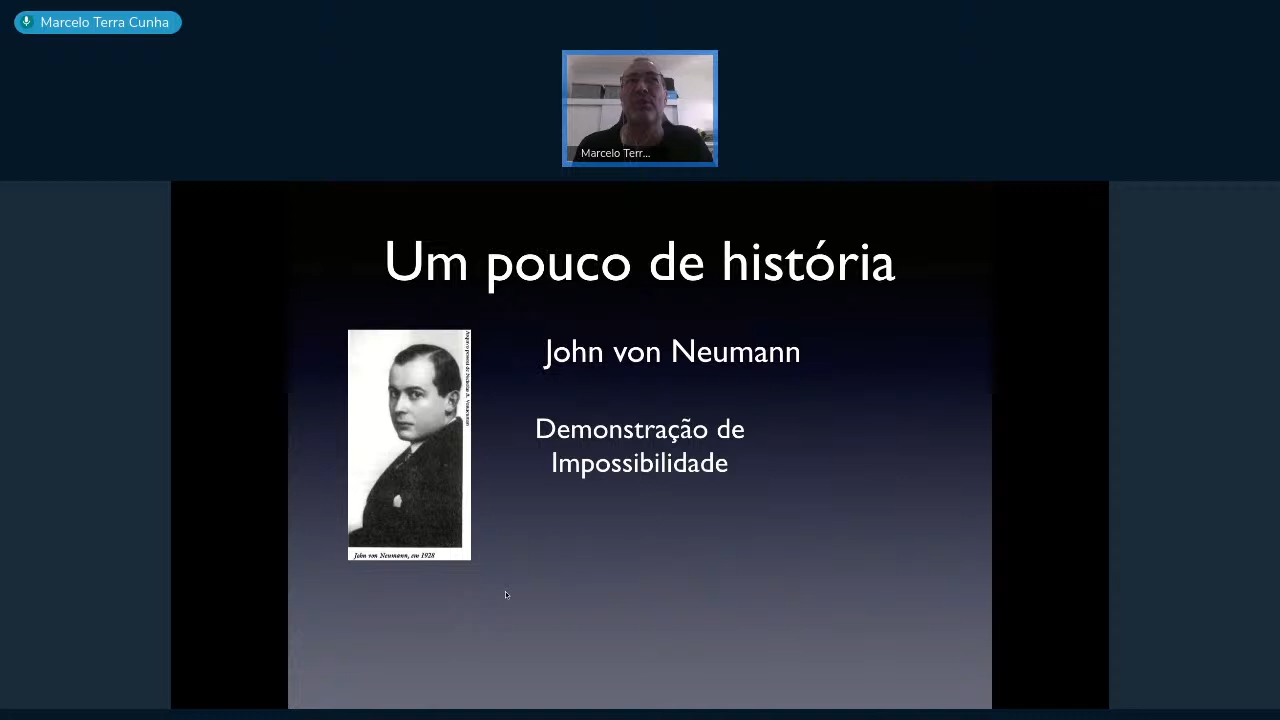 Marcelo Terra Cunha
Marcelo Terr...
Um pouco de história
John von Neumann
Demonstração de
Impossibilidade
John von Neumann, em 1928